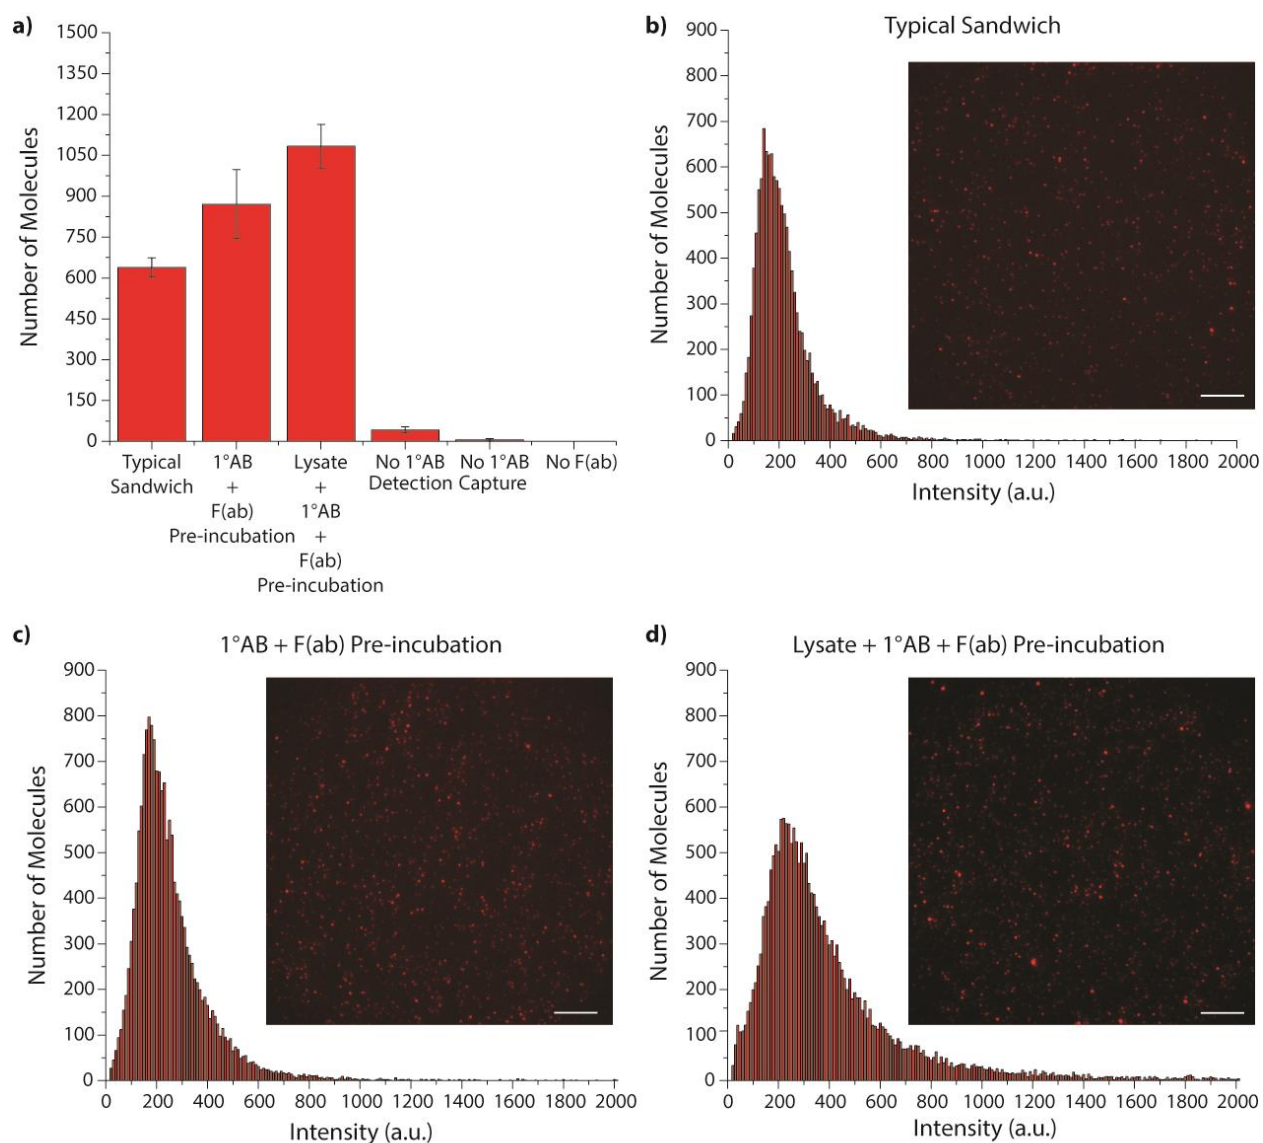 a)
Number of Molecules
1500
1350
1200
1050
900
750
600
450
300
150
0
Typical
Sandwich
1°AB
+
F(ab)
Pre-incubation
Lysate
+
1°AB
+
F(ab)
Pre-incubation
No 1°AB
Detection
No 1°AB
Capture
No F(ab)
b)
Typical Sandwich
Number of Molecules
900
800
700
600
500
400
300
200
100
0
0 200 400 600 800 1000 1200 1400 1600 1800 2000
Intensity (a.u.)
c)
1°AB + F(ab) Pre-incubation
Number of Molecules
900
800
700
600
500
400
300
200
100
0
0 200 400 600 800 1000 1200 1400 1600 1800 2000
Intensity (a.u.)
d)
Lysate + 1°AB + F(ab) Pre-incubation
Number of Molecules
900
800
700
600
500
400
300
200
100
0
0 200 400 600 800 1000 1200 1400 1600 1800 2000
Intensity (a.u.)